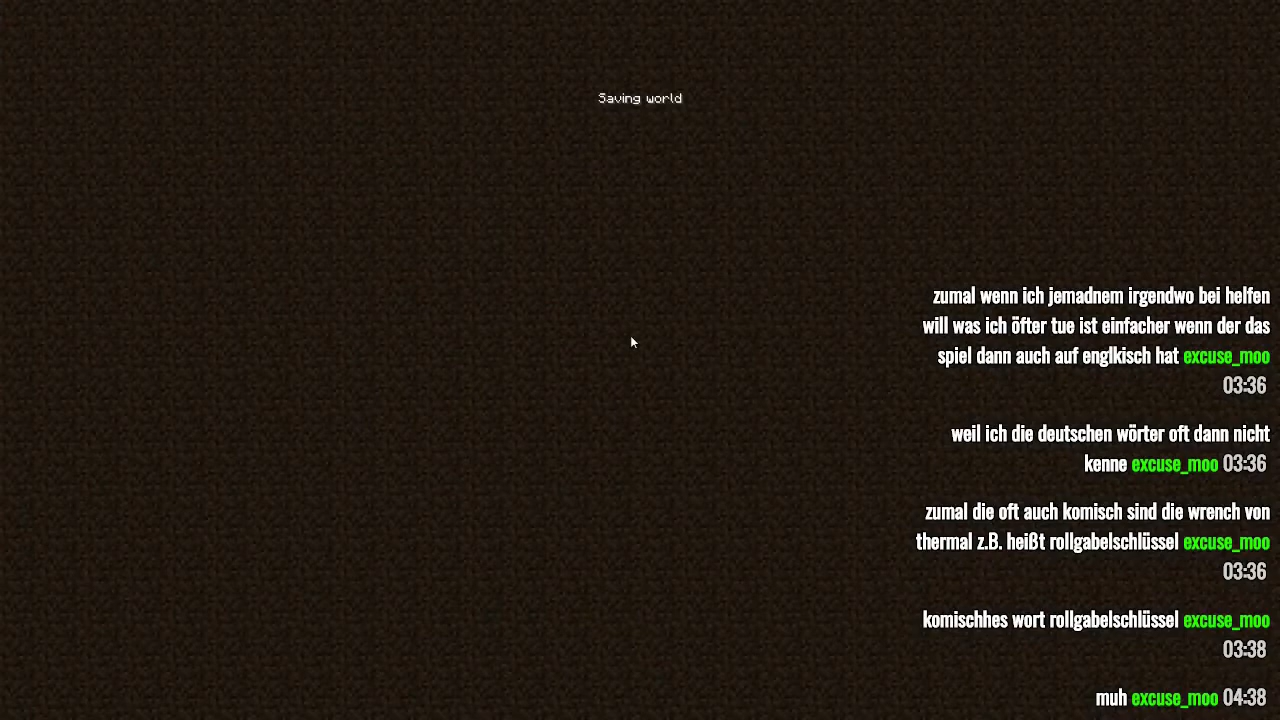 Saving world
zumal wenn ich jemadnem irgendwo bei helfen
will was ich öfter tue ist einfacher wenn der das
spiel dann auch auf englkisch hat excuse_moo
03:36
weil ich die deutschen wörter oft dann nicht
kenne excuse_moo 03:36
zumal die oft auch komisch sind die wrench von
thermal z.B. heißt rollgabelschlüssel excuse_moo
03:36
komischhes wort rollgabelschlüssel excuse_moo
03:38
muh excuse_moo 04:38